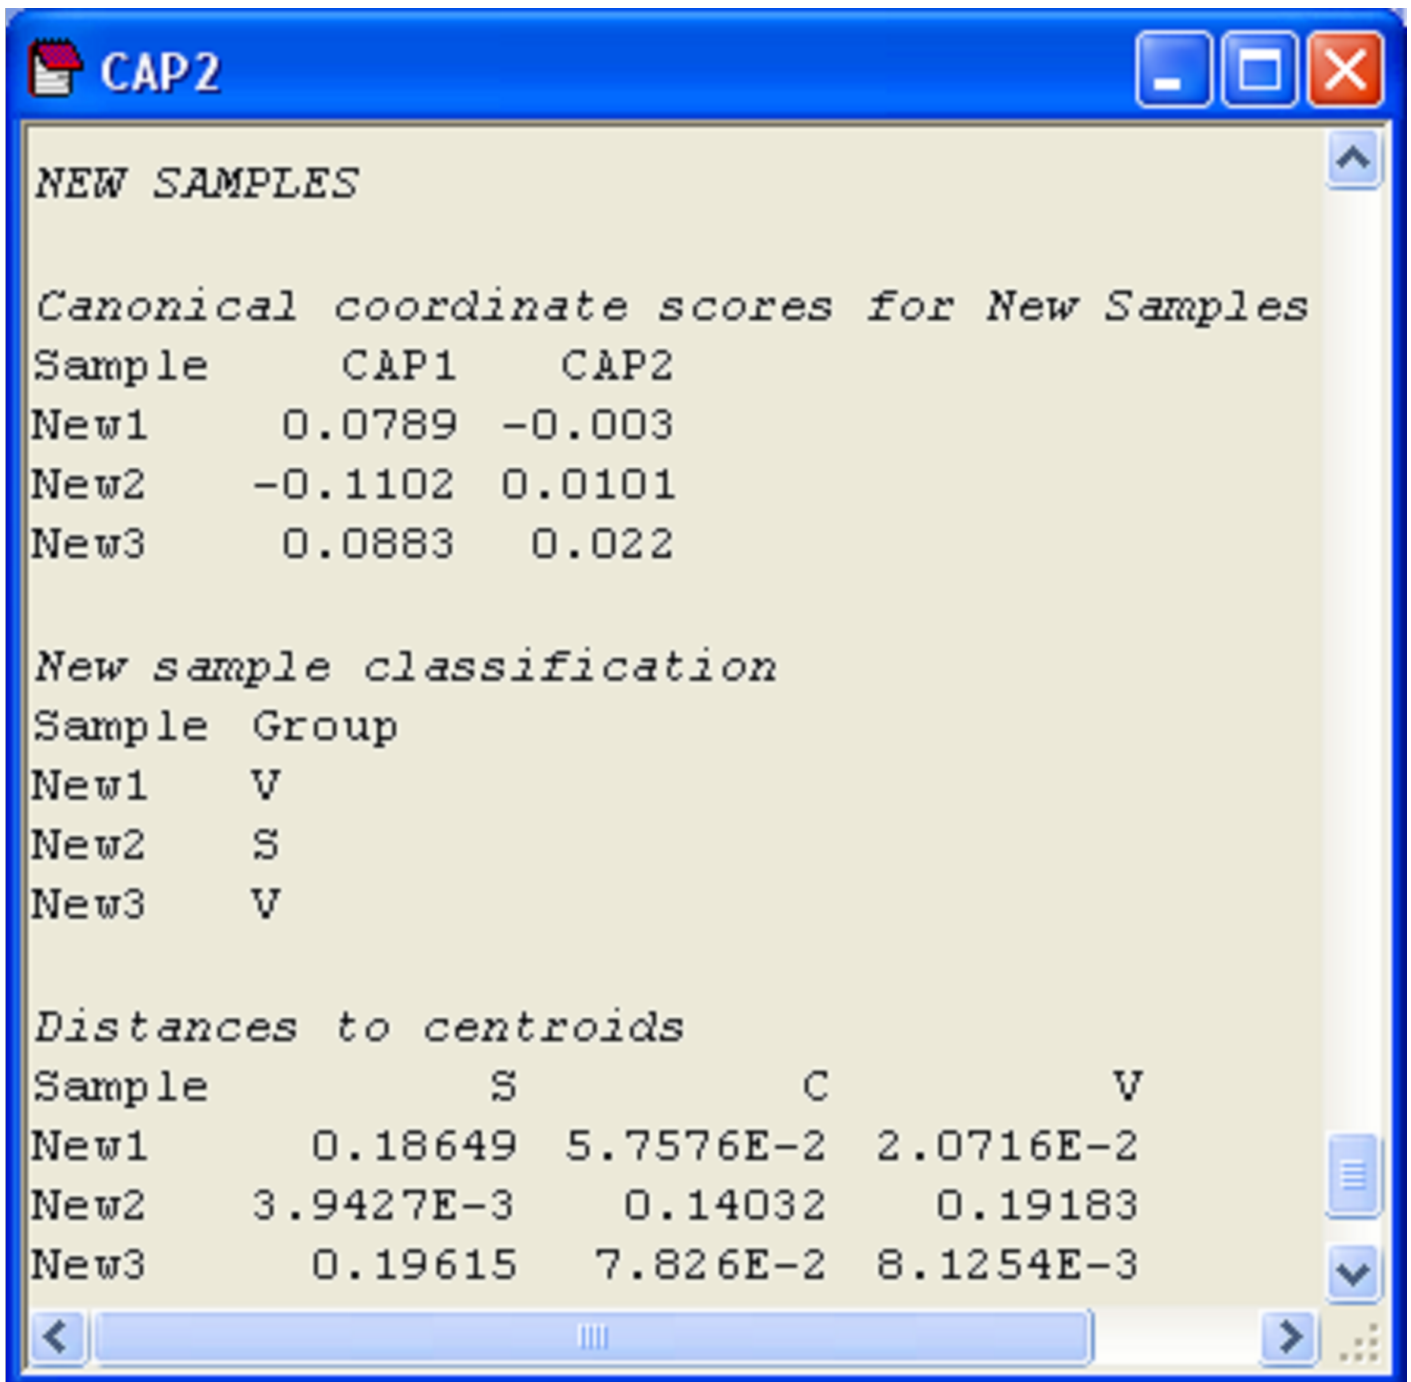 CAP2
NEW SAMPLES
Canonical coordinate scores for New Samples
Sample CAP1 CAP2
New1 0.0789 -0.003
New2 -0.1102 0.0101
New3 0.0883 0.022
New sample classification
Sample Group
New1 V
New2 S
New3 V
Distances to centroids
Sample S C V
New1 0.18649 5.7576E-2 2.0716E-2
New2 3.9427E-3 0.14032 0.19183
New3 0.19615 7.826E-2 8.1254E-3